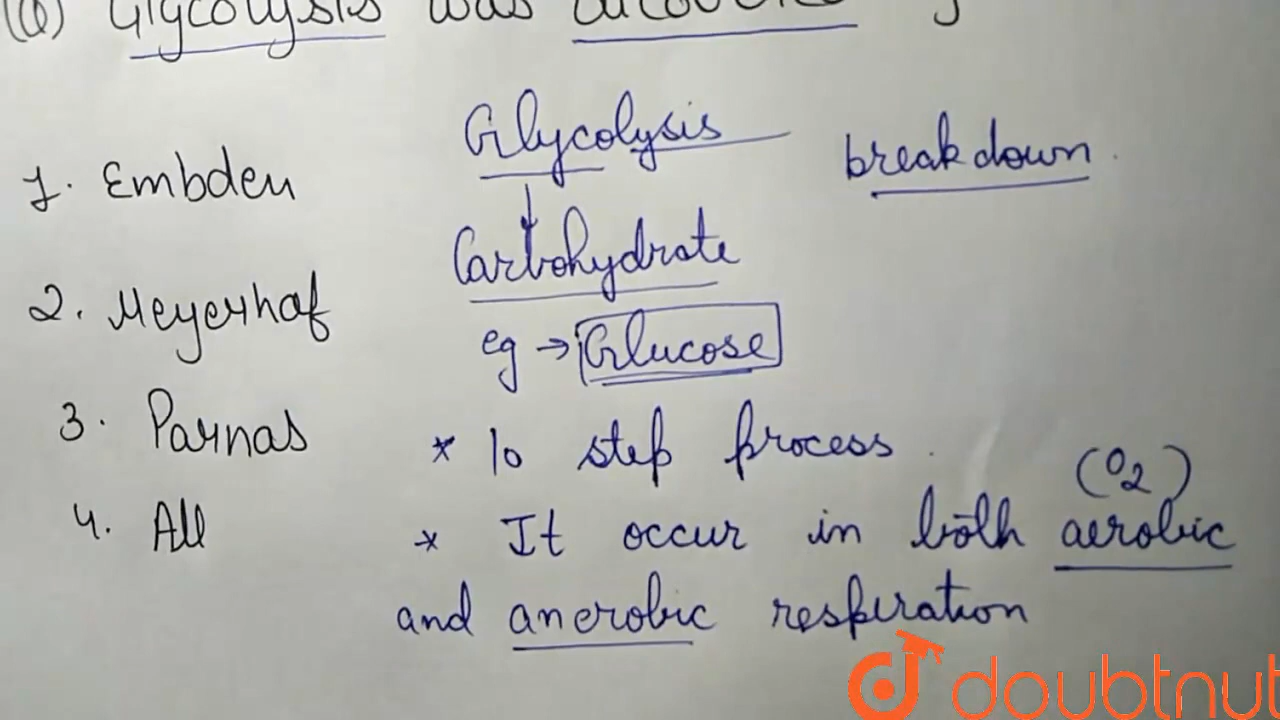 (Q) Glycolysis was
Glycolysis
breakdown
1. Embden
Carbohydrate
2. Meyerhaf
eg → Glucose
3. Parnas
* 10 step process.
(O2)
4. All
* It occur in both aerobic
and anerobic respiration
doubtnut